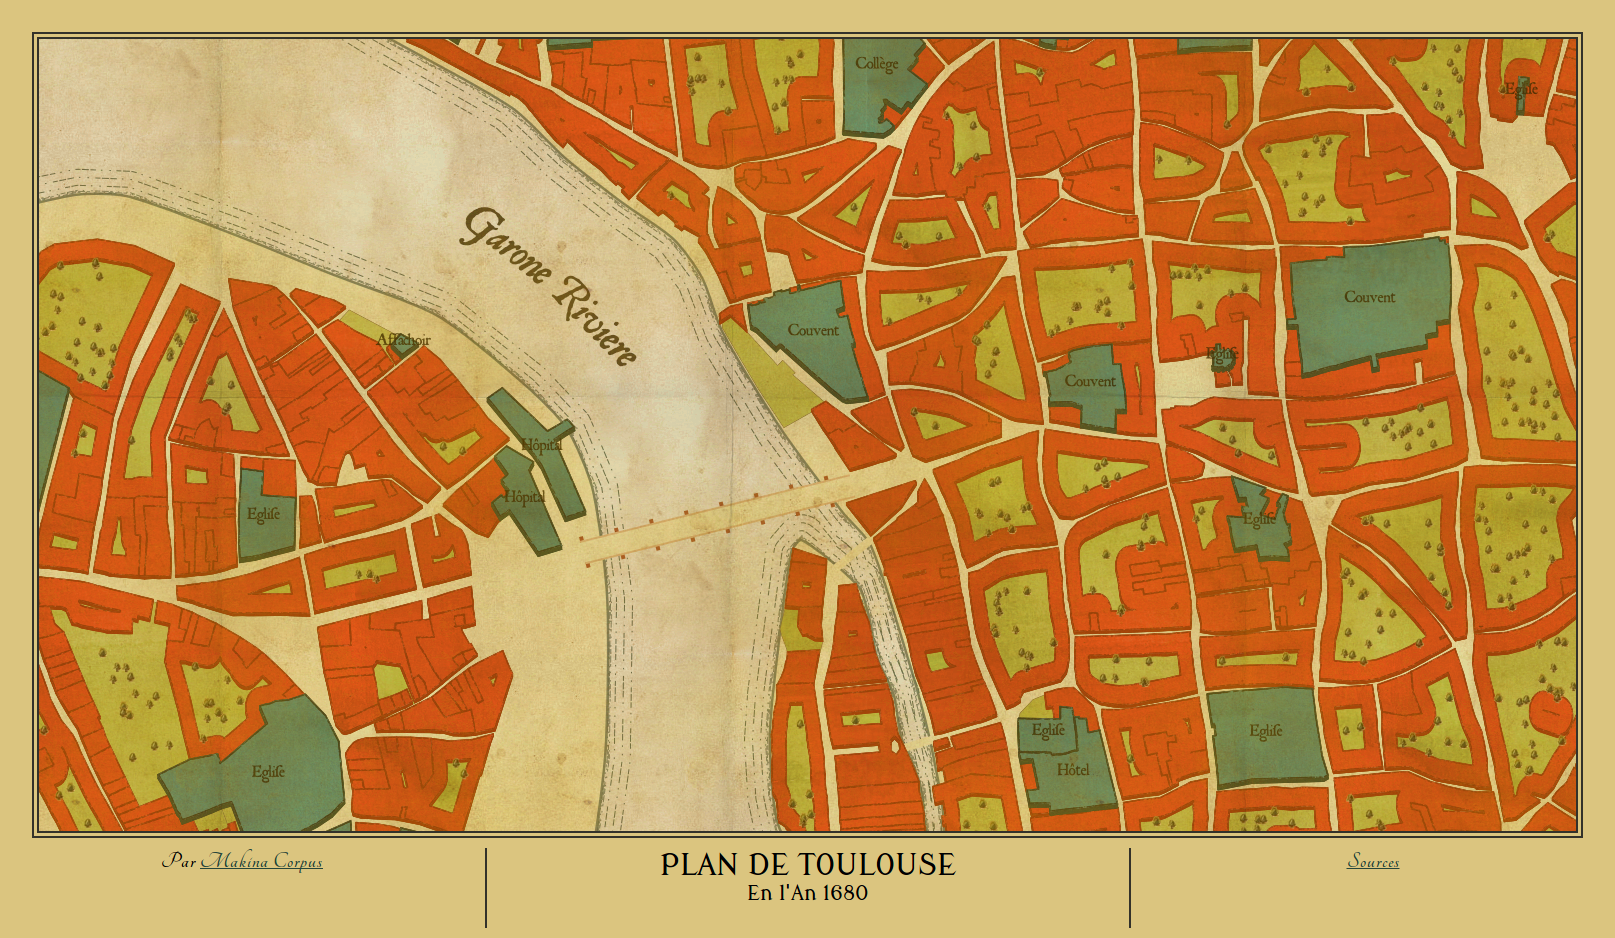 Collège
Egliſe
Garone Riviere
Couvent
Couvent
Affachoir
Egliſe
Couvent
Hôpital
Hôpital
Egliſe
Egliſe
Egliſe
Egliſe
Hôtel
Egliſe
Egliſe
Par Makina Corpus
PLAN DE TOULOUSE
En l'An 1680
Sources